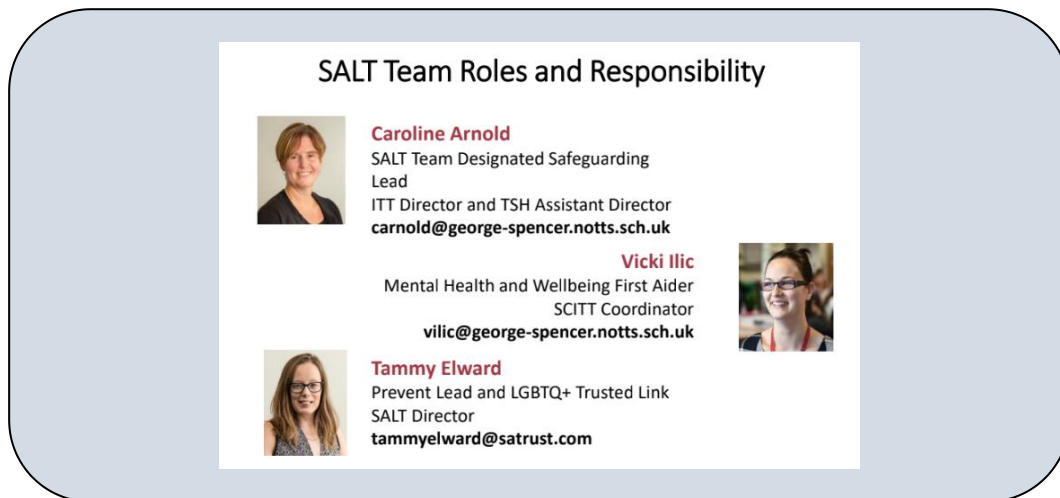 SALT Team Roles and Responsibility
Caroline Arnold
SALT Team Designated Safeguarding
Lead
ITT Director and TSH Assistant Director
carnold@george-spencer.notts.sch.uk
Vicki Ilic
Mental Health and Wellbeing First Aider
SCITT Coordinator
vilic@george-spencer.notts.sch.uk
Tammy Elward
Prevent Lead and LGBTQ+ Trusted Link
SALT Director
tammyelward@satrust.com